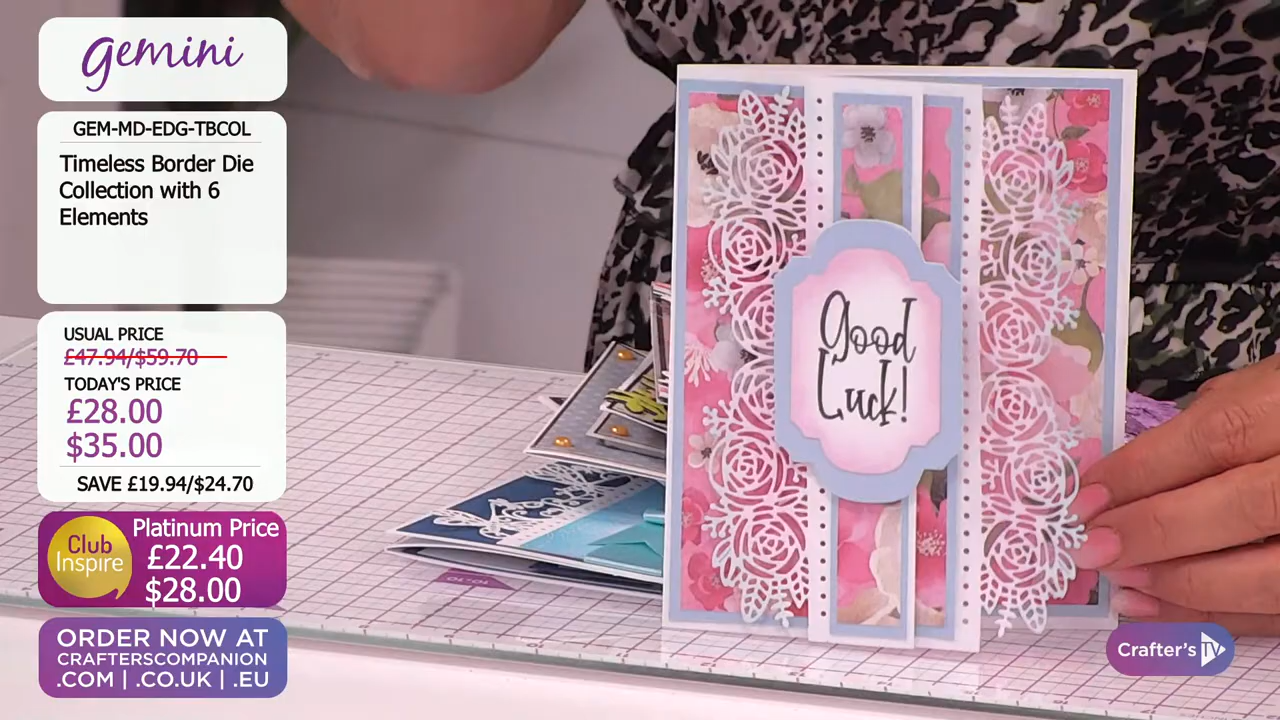 gemini
GEM-MD-EDG-TBCOL
Timeless Border Die
Collection with 6
Elements
USUAL PRICE
£47.94/$59.70
TODAY'S PRICE
£28.00
$35.00
SAVE £19.94/$24.70
Club
Inspire
Platinum Price
£22.40
$28.00
ORDER NOW AT
CRAFTERSCOMPANION
.COM | .CO.UK | .EU
Good
Luck!
Crafter's TV